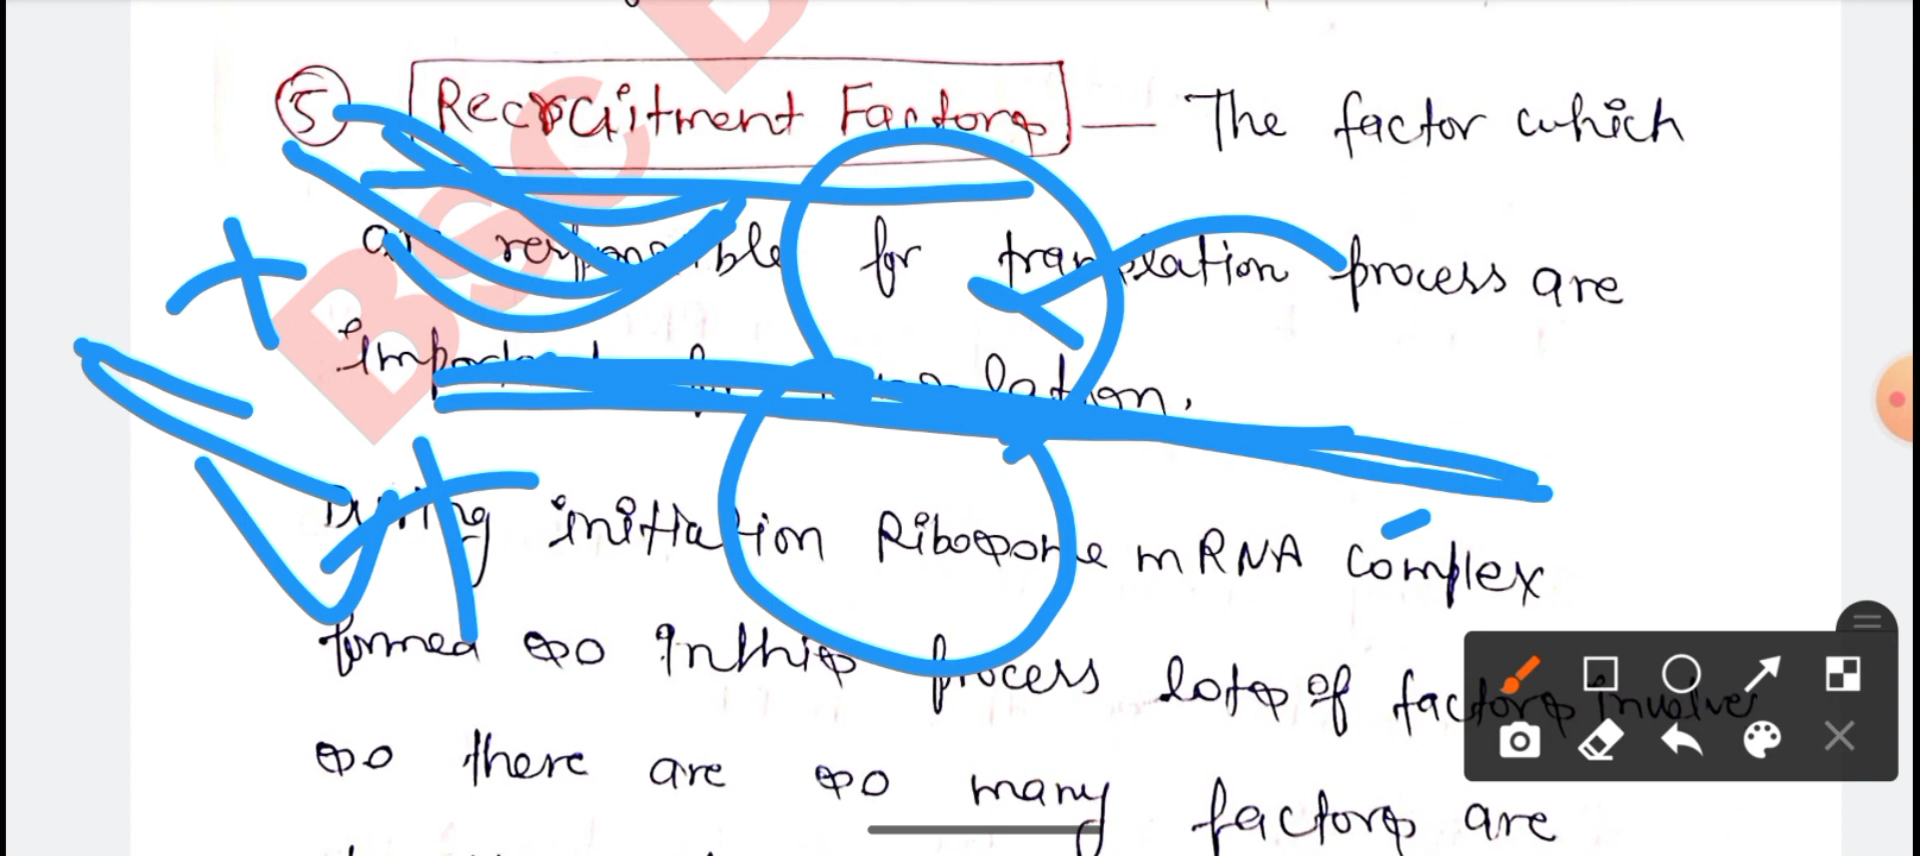 ⑤ Recruitment Factors — The factor which
are responsible for translation process are
important for translation.
During initiation Ribosome mRNA complex
formed so In this process lots of factors involve
so there are so many factors are
BSC